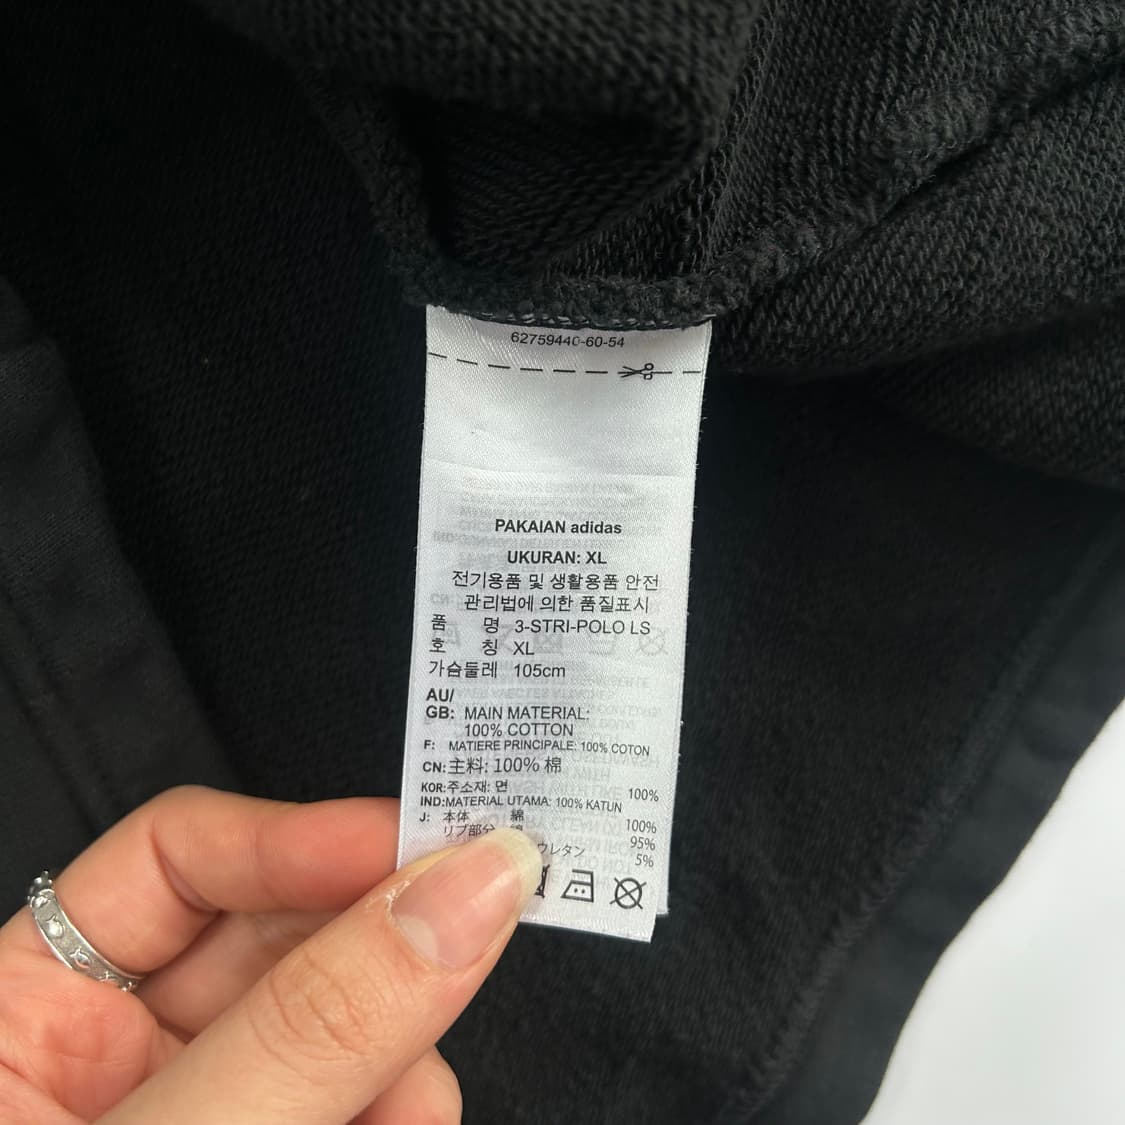 62759440-60-54
PAKAIAN adidas
UKURAN: XL
전기용품 및 생활용품 안전
관리법에 의한 품질표시
품 명 3-STRI-POLO LS
호 칭 XL
가슴둘레 105cm
AU/
GB: MAIN MATERIAL:
100% COTTON
F: MATIERE PRINCIPALE: 100% COTON
CN: 主料: 100% 棉
KOR: 주소재: 면 100%
IND: MATERIAL UTAMA: 100% KATUN
J: 本体 綿 100%
リブ部分 95%
ウレタン 5%